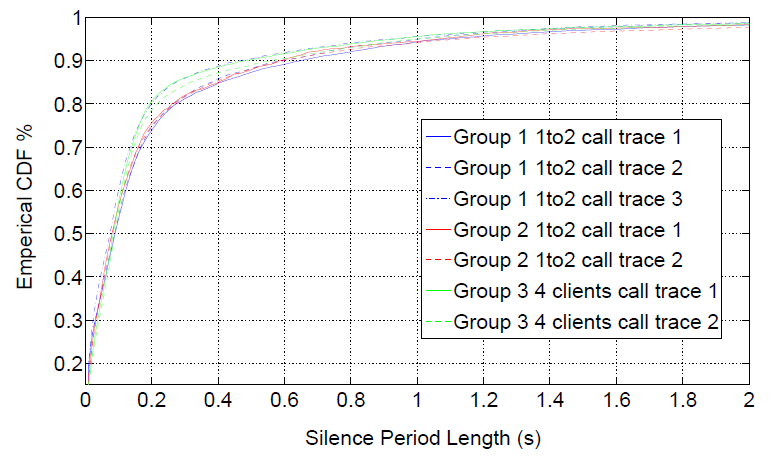 1
0.9
0.8
0.7
0.6
0.5
0.4
0.3
0.2
Emperical CDF %
Group 1 1to2 call trace 1
Group 1 1to2 call trace 2
Group 1 1to2 call trace 3
Group 2 1to2 call trace 1
Group 2 1to2 call trace 2
Group 3 4 clients call trace 1
Group 3 4 clients call trace 2
0 0.2 0.4 0.6 0.8 1 1.2 1.4 1.6 1.8 2
Silence Period Length (s)